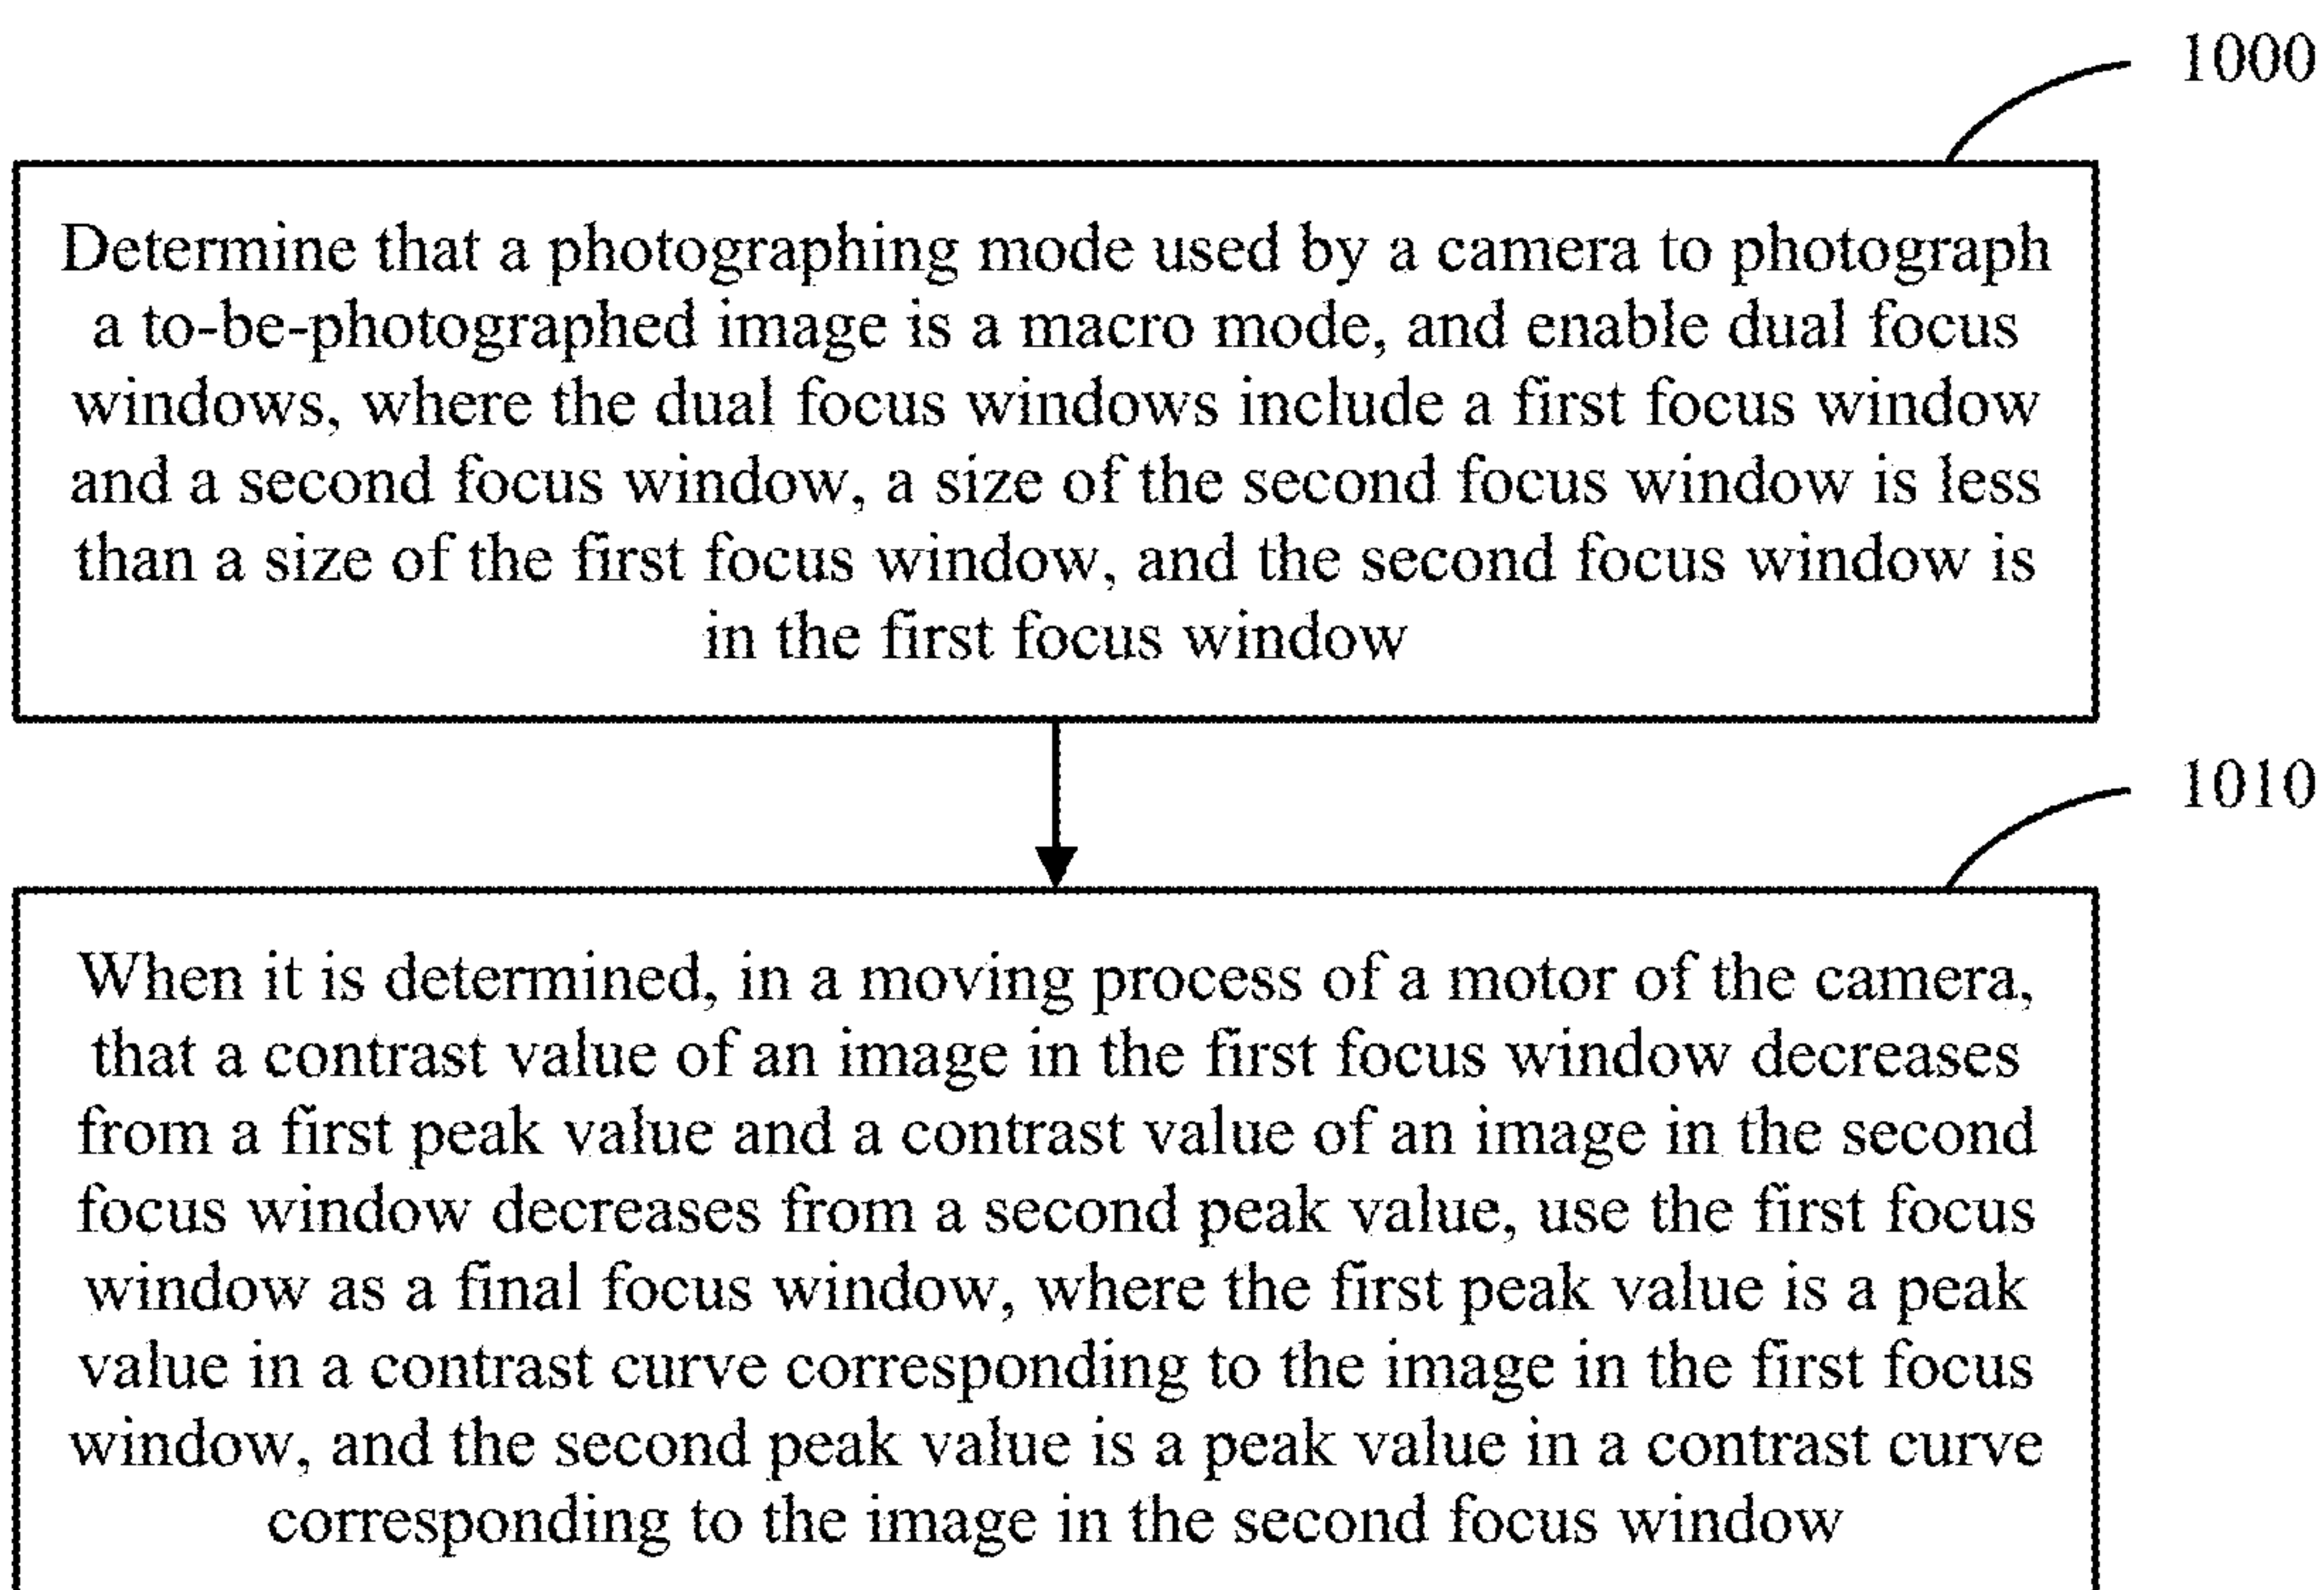 1000
Determine that a photographing mode used by a camera to photograph
a to-be-photographed image is a macro mode, and enable dual focus
windows, where the dual focus windows include a first focus window
and a second focus window, a size of the second focus window is less
than a size of the first focus window, and the second focus window is
in the first focus window
1010
When it is determined, in a moving process of a motor of the camera,
that a contrast value of an image in the first focus window decreases
from a first peak value and a contrast value of an image in the second
focus window decreases from a second peak value, use the first focus
window as a final focus window, where the first peak value is a peak
value in a contrast curve corresponding to the image in the first focus
window, and the second peak value is a peak value in a contrast curve
corresponding to the image in the second focus window